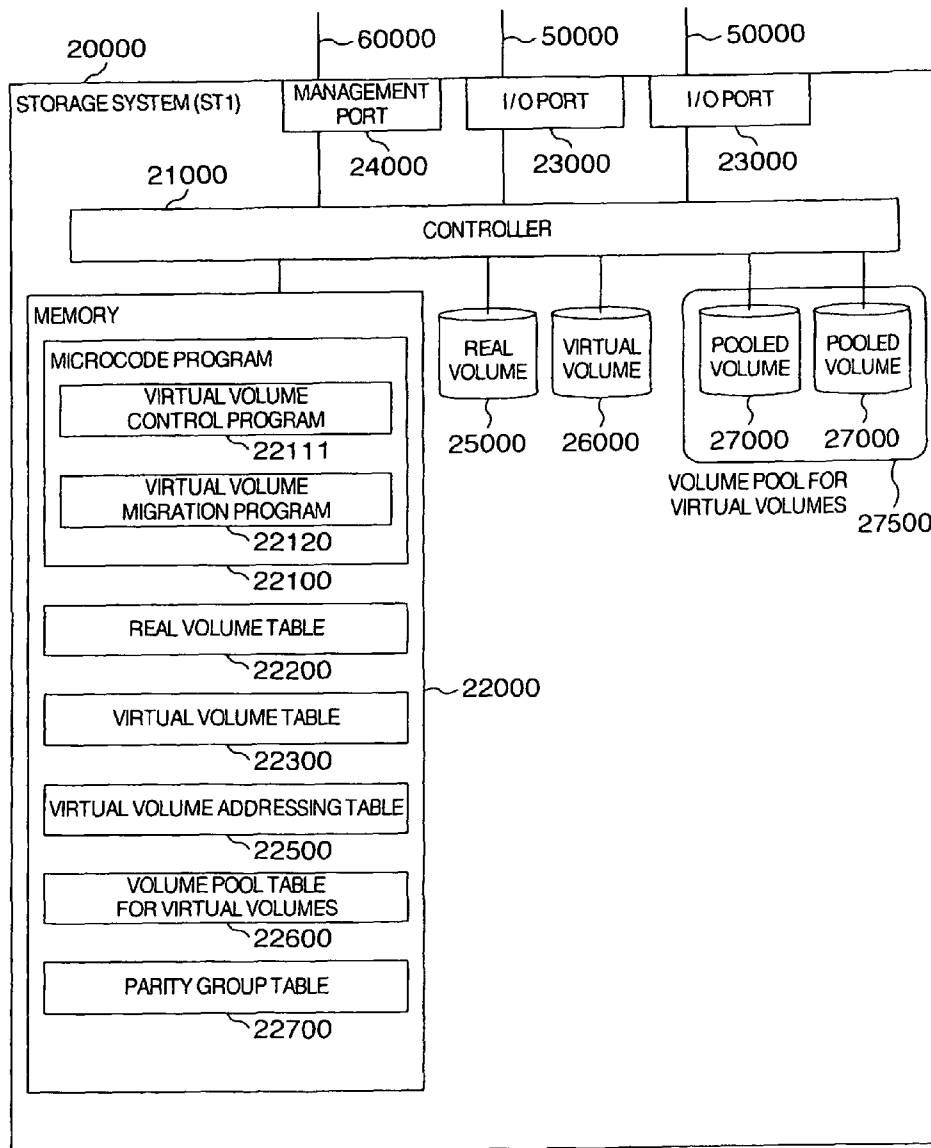 60000
50000
50000
20000
STORAGE SYSTEM (ST1)
MANAGEMENT
PORT
I/O PORT
I/O PORT
24000
23000
23000
21000
CONTROLLER
MEMORY
MICROCODE PROGRAM
VIRTUAL VOLUME
CONTROL PROGRAM
22111
VIRTUAL VOLUME
MIGRATION PROGRAM
22120
22100
REAL VOLUME TABLE
22200
22000
VIRTUAL VOLUME TABLE
22300
VIRTUAL VOLUME ADDRESSING TABLE
22500
VOLUME POOL TABLE
FOR VIRTUAL VOLUMES
22600
PARITY GROUP TABLE
22700
REAL
VOLUME
25000
VIRTUAL
VOLUME
26000
POOLED
VOLUME
27000
POOLED
VOLUME
27000
VOLUME POOL FOR
VIRTUAL VOLUMES
27500